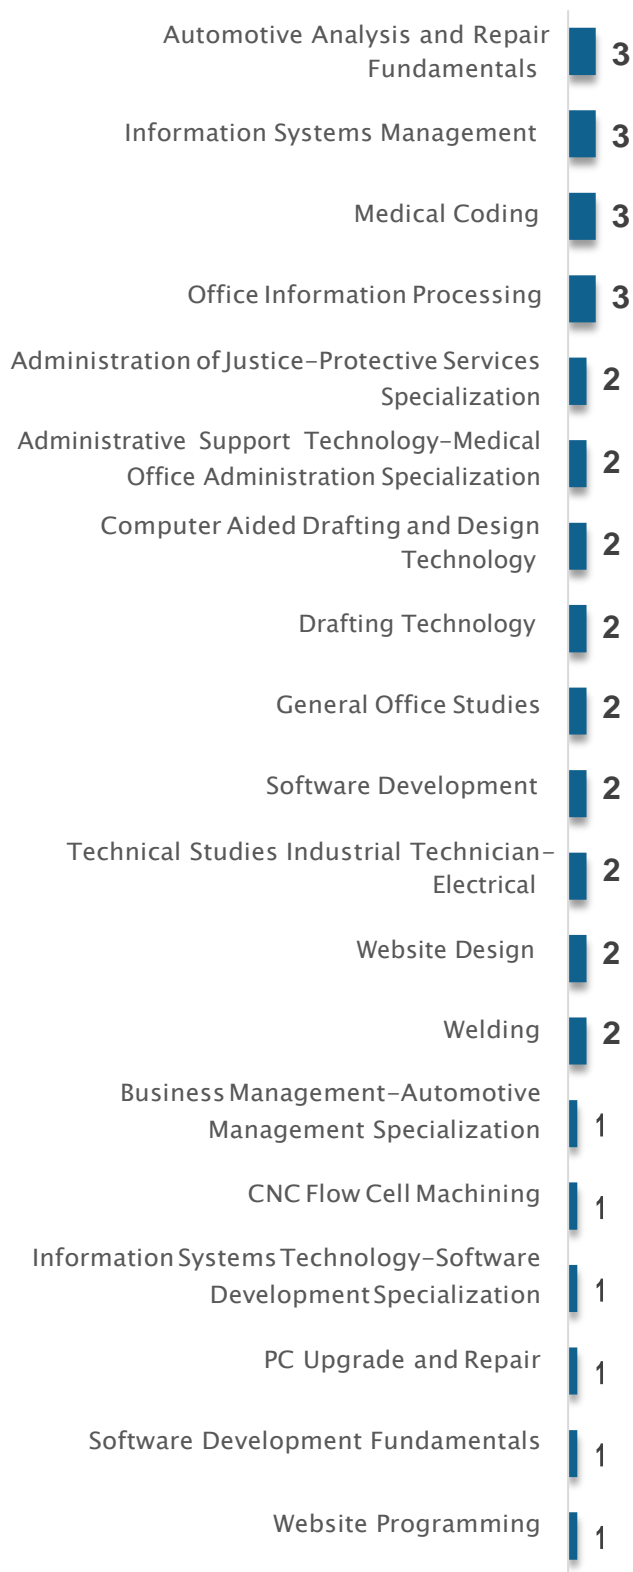 Automotive Analysis and Repair
Fundamentals 3
Information Systems Management 3
Medical Coding 3
Office Information Processing 3
Administration of Justice-Protective Services
Specialization 2
Administrative Support Technology-Medical
Office Administration Specialization 2
Computer Aided Drafting and Design
Technology 2
Drafting Technology 2
General Office Studies 2
Software Development 2
Technical Studies Industrial Technician-
Electrical 2
Website Design 2
Welding 2
Business Management-Automotive
Management Specialization 1
CNC Flow Cell Machining 1
Information Systems Technology-Software
Development Specialization 1
PC Upgrade and Repair 1
Software Development Fundamentals 1
Website Programming 1